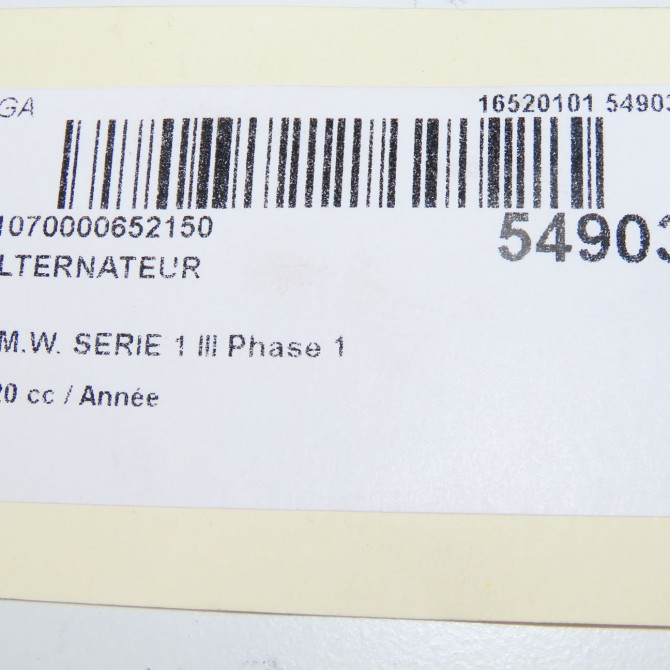 GA 16520101 54903
1070000652150 54903
LTERNATEUR
M.W. SERIE 1 III Phase 1
20 cc / Année